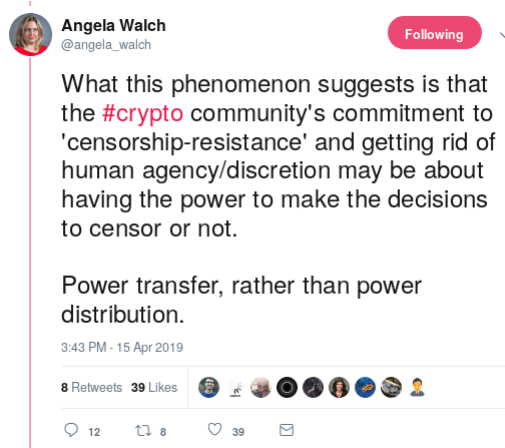 Angela Walch
@angela_walch
Following
What this phenomenon suggests is that
the #crypto community's commitment to
'censorship-resistance' and getting rid of
human agency/discretion may be about
having the power to make the decisions
to censor or not.
Power transfer, rather than power
distribution.
3:43 PM - 15 Apr 2019
8 Retweets 39 Likes
12 8 39